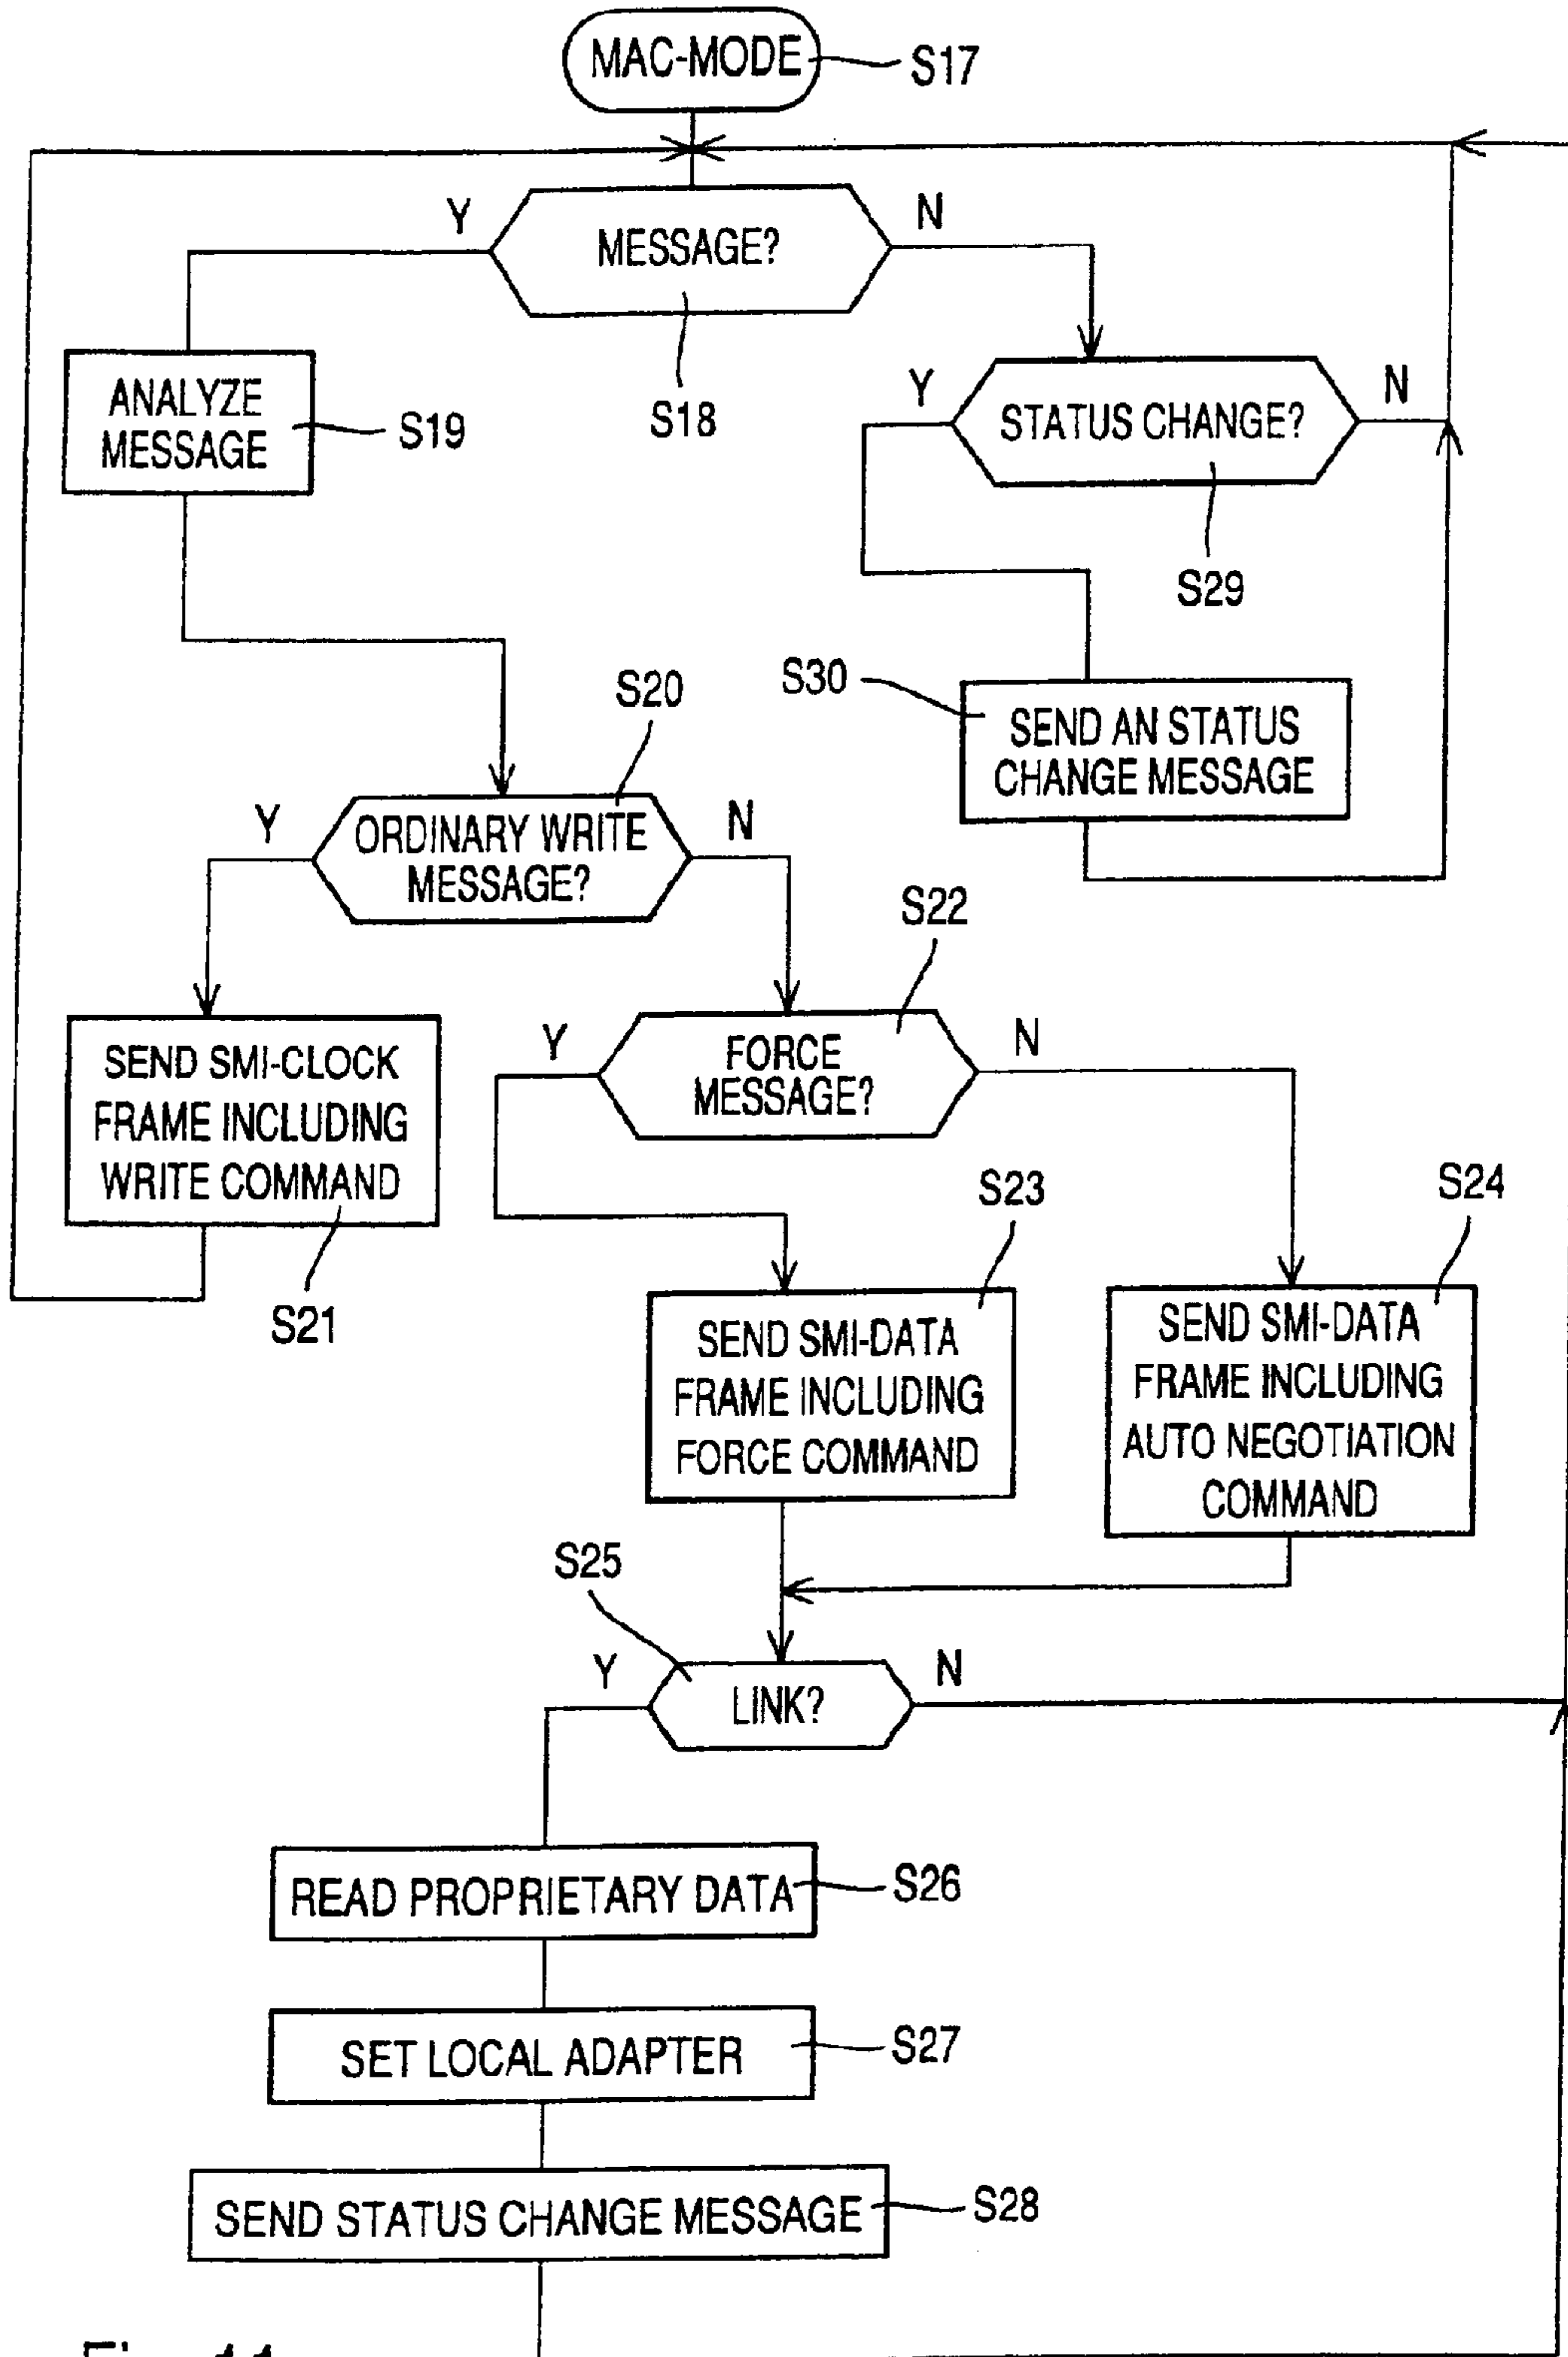 MAC-MODE
S17
Y
MESSAGE?
N
S18
ANALYZE
MESSAGE
S19
Y
STATUS CHANGE?
N
S29
S30
SEND AN STATUS
CHANGE MESSAGE
S20
Y
ORDINARY WRITE
MESSAGE?
N
S22
SEND SMI-CLOCK
FRAME INCLUDING
WRITE COMMAND
S21
Y
FORCE
MESSAGE?
N
S23
S24
SEND SMI-DATA
FRAME INCLUDING
FORCE COMMAND
SEND SMI-DATA
FRAME INCLUDING
AUTO NEGOTIATION
COMMAND
S25
Y
LINK?
N
READ PROPRIETARY DATA
S26
SET LOCAL ADAPTER
S27
SEND STATUS CHANGE MESSAGE
S28